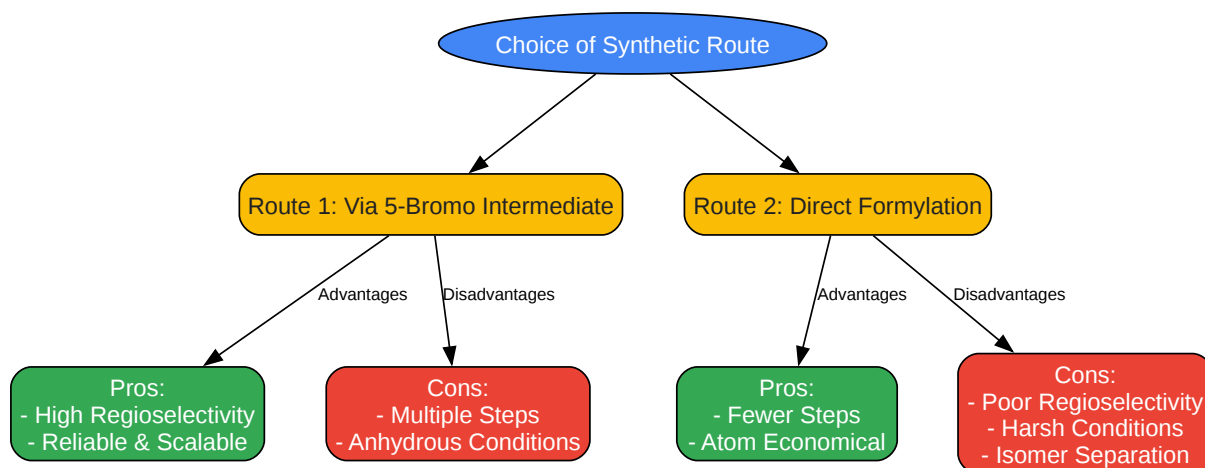 Choice of Synthetic Route
Route 1: Via 5-Bromo Intermediate
Route 2: Direct Formylation
Advantages
Disadvantages
Advantages
Disadvantages
Pros:
- High Regioselectivity
- Reliable & Scalable
Cons:
- Multiple Steps
- Anhydrous Conditions
Pros:
- Fewer Steps
- Atom Economical
Cons:
- Poor Regioselectivity
- Harsh Conditions
- Isomer Separation